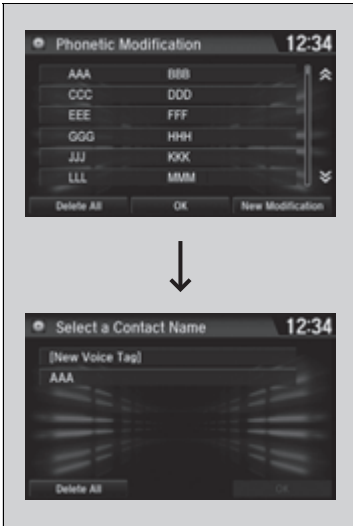 Phonetic Modification 12:34
AAA BBB
CCC DDD
EEE FFF
GGG HHH
JJJ KKK
LLL MMM
Delete All OK New Modification
Select a Contact Name 12:34
[New Voice Tag]
AAA
Delete All OK